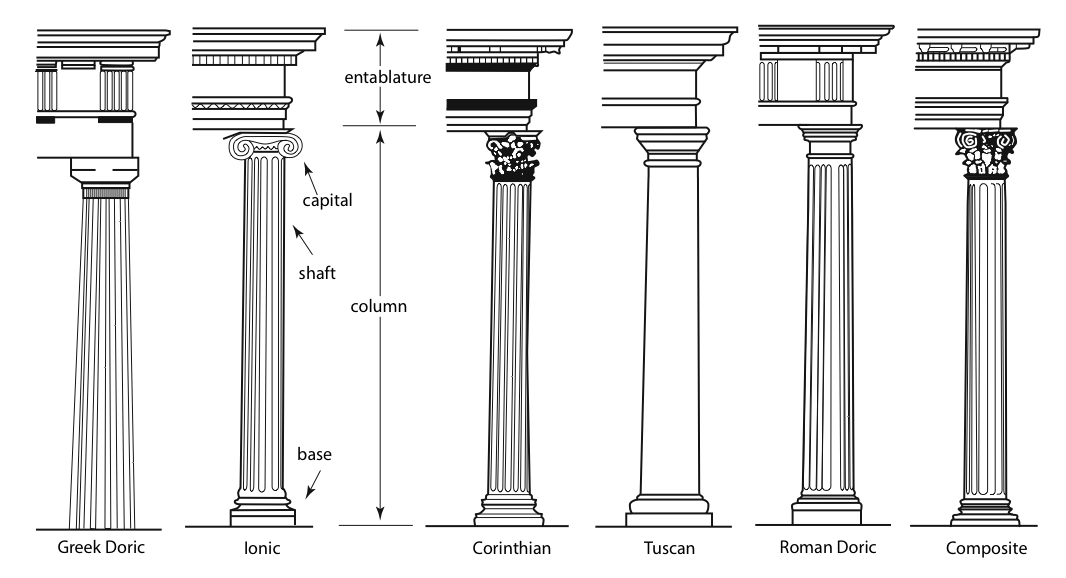 entablature
capital
shaft
column
base
Greek Doric
Ionic
Corinthian
Tuscan
Roman Doric
Composite